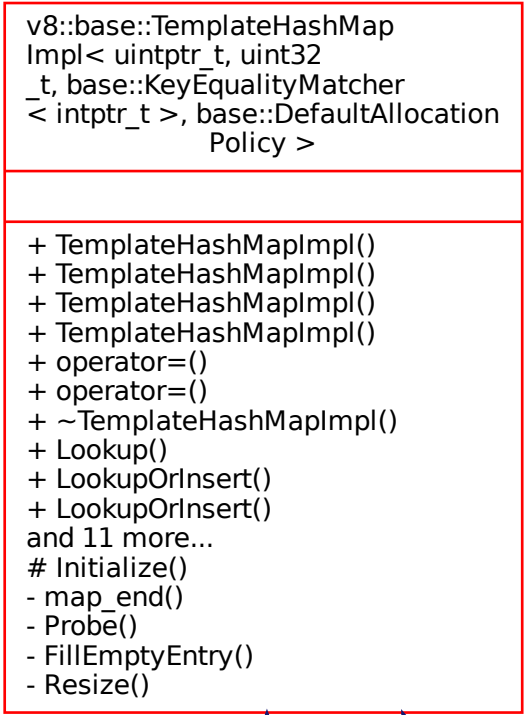 v8::base::TemplateHashMap
Impl< uintptr_t, uint32
_t, base::KeyEqualityMatcher
< intptr_t >, base::DefaultAllocation
Policy >
+ TemplateHashMapImpl()
+ TemplateHashMapImpl()
+ TemplateHashMapImpl()
+ TemplateHashMapImpl()
+ operator=()
+ operator=()
+ ~TemplateHashMapImpl()
+ Lookup()
+ LookupOrInsert()
+ LookupOrInsert()
and 11 more...
# Initialize()
- map_end()
- Probe()
- FillEmptyEntry()
- Resize()